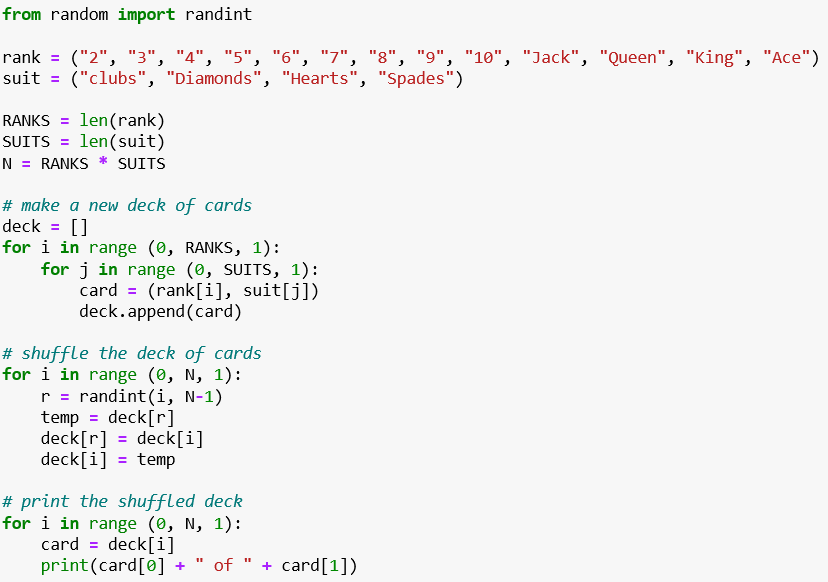 from random import randint

rank = ("2", "3", "4", "5", "6", "7", "8", "9", "10", "Jack", "Queen", "King", "Ace")
suit = ("clubs", "Diamonds", "Hearts", "Spades")

RANKS = len(rank)
SUITS = len(suit)
N = RANKS * SUITS

# make a new deck of cards
deck = []
for i in range (0, RANKS, 1):
    for j in range (0, SUITS, 1):
        card = (rank[i], suit[j])
        deck.append(card)

# shuffle the deck of cards
for i in range (0, N, 1):
    r = randint(i, N-1)
    temp = deck[r]
    deck[r] = deck[i]
    deck[i] = temp

# print the shuffled deck
for i in range (0, N, 1):
    card = deck[i]
    print(card[0] + " of " + card[1])